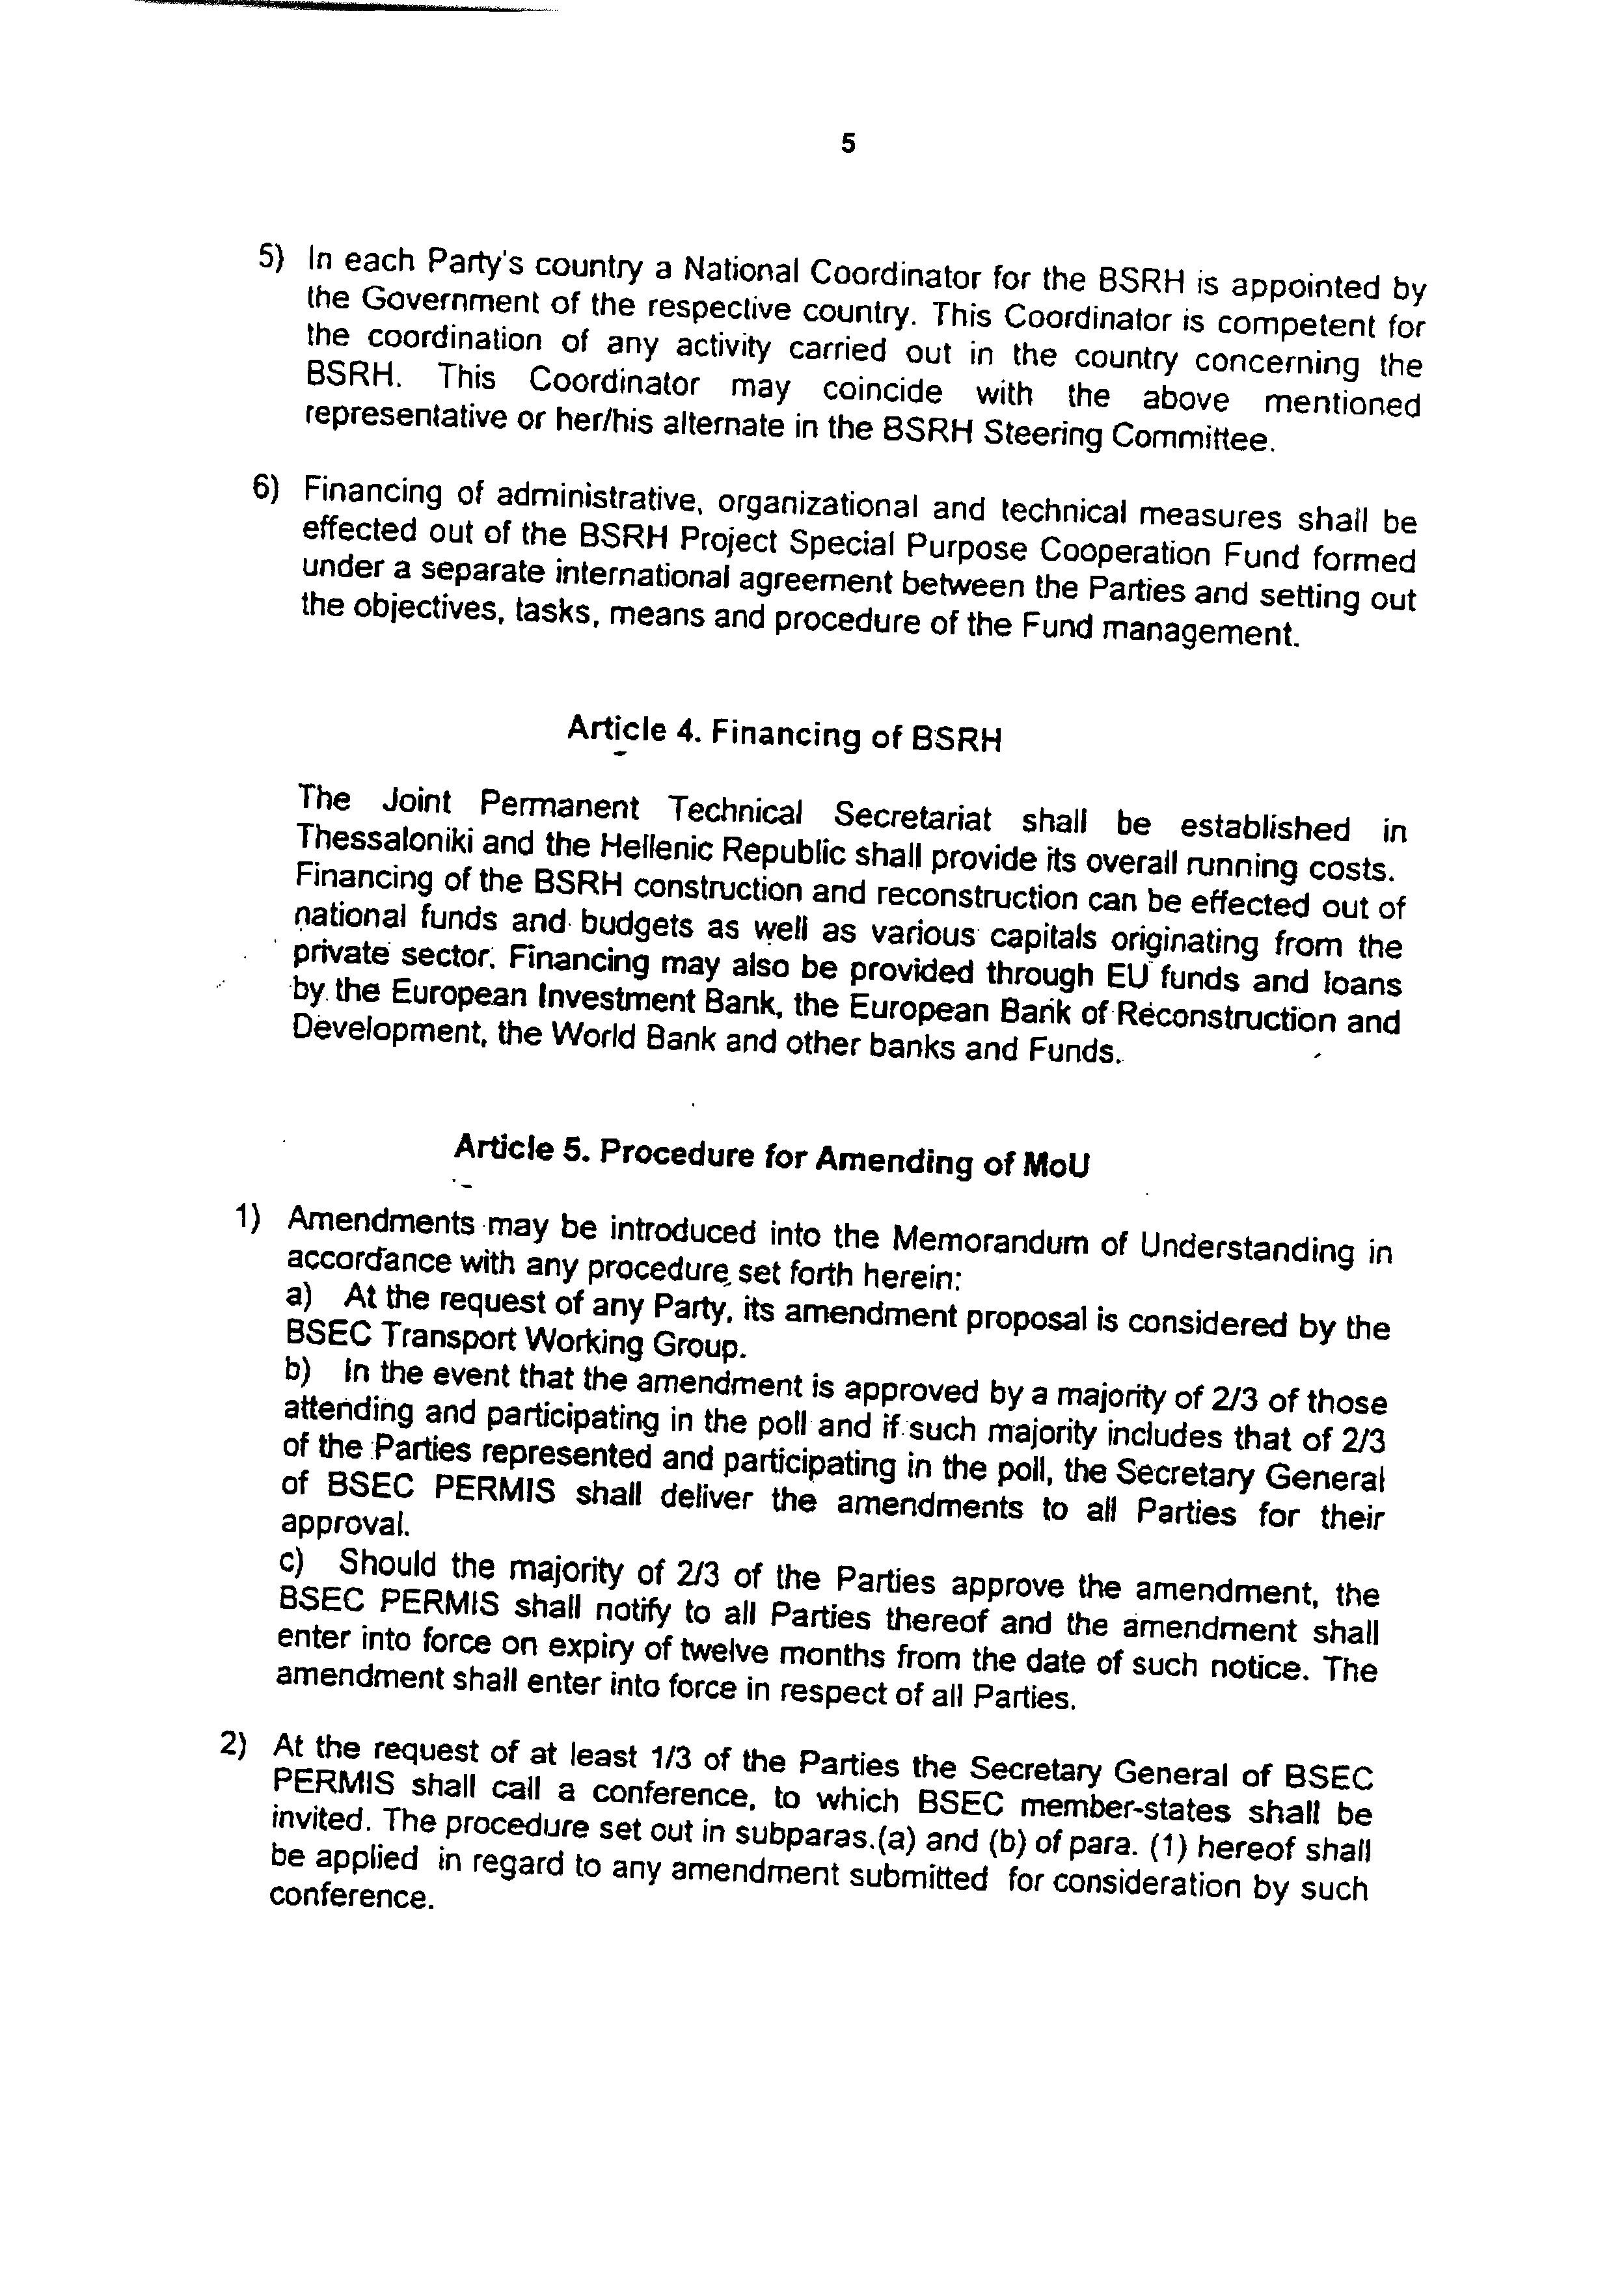 5
5) In each Party's country a National Coordinator for the BSRH is appointed by
the Government of the respective country. This Coordinator is competent for
the coordination of any activity carried out in the country concerning the
BSRH. This Coordinator may coincide with the above mentioned
representative or her/his alternate in the BSRH Steering Committee.
6) Financing of administrative, organizational and technical measures shall be
effected out of the BSRH Project Special Purpose Cooperation Fund formed
under a separate international agreement between the Parties and setting out
the objectives, tasks, means and procedure of the Fund management.
Article 4. Financing of BSRH
The Joint Permanent Technical Secretariat shall be established in
Thessaloniki and the Hellenic Republic shall provide its overall running costs.
Financing of the BSRH construction and reconstruction can be effected out of
national funds and budgets as well as various capitals originating from the
private sector. Financing may also be provided through EU funds and loans
by the European Investment Bank, the European Bank of Reconstruction and
Development, the World Bank and other banks and Funds.
Article 5. Procedure for Amending of MoU
1) Amendments may be introduced into the Memorandum of Understanding in
accordance with any procedure set forth herein:
a) At the request of any Party, its amendment proposal is considered by the
BSEC Transport Working Group.
b) In the event that the amendment is approved by a majority of 2/3 of those
attending and participating in the poll and if such majority includes that of 2/3
of the Parties represented and participating in the poll, the Secretary General
of BSEC PERMIS shall deliver the amendments to all Parties for their
approval.
c) Should the majority of 2/3 of the Parties approve the amendment, the
BSEC PERMIS shall notify to all Parties thereof and the amendment shall
enter into force on expiry of twelve months from the date of such notice. The
amendment shall enter into force in respect of all Parties.
2) At the request of at least 1/3 of the Parties the Secretary General of BSEC
PERMIS shall call a conference, to which BSEC member-states shall be
invited. The procedure set out in subparas.(a) and (b) of para. (1) hereof shall
be applied in regard to any amendment submitted for consideration by such
conference.